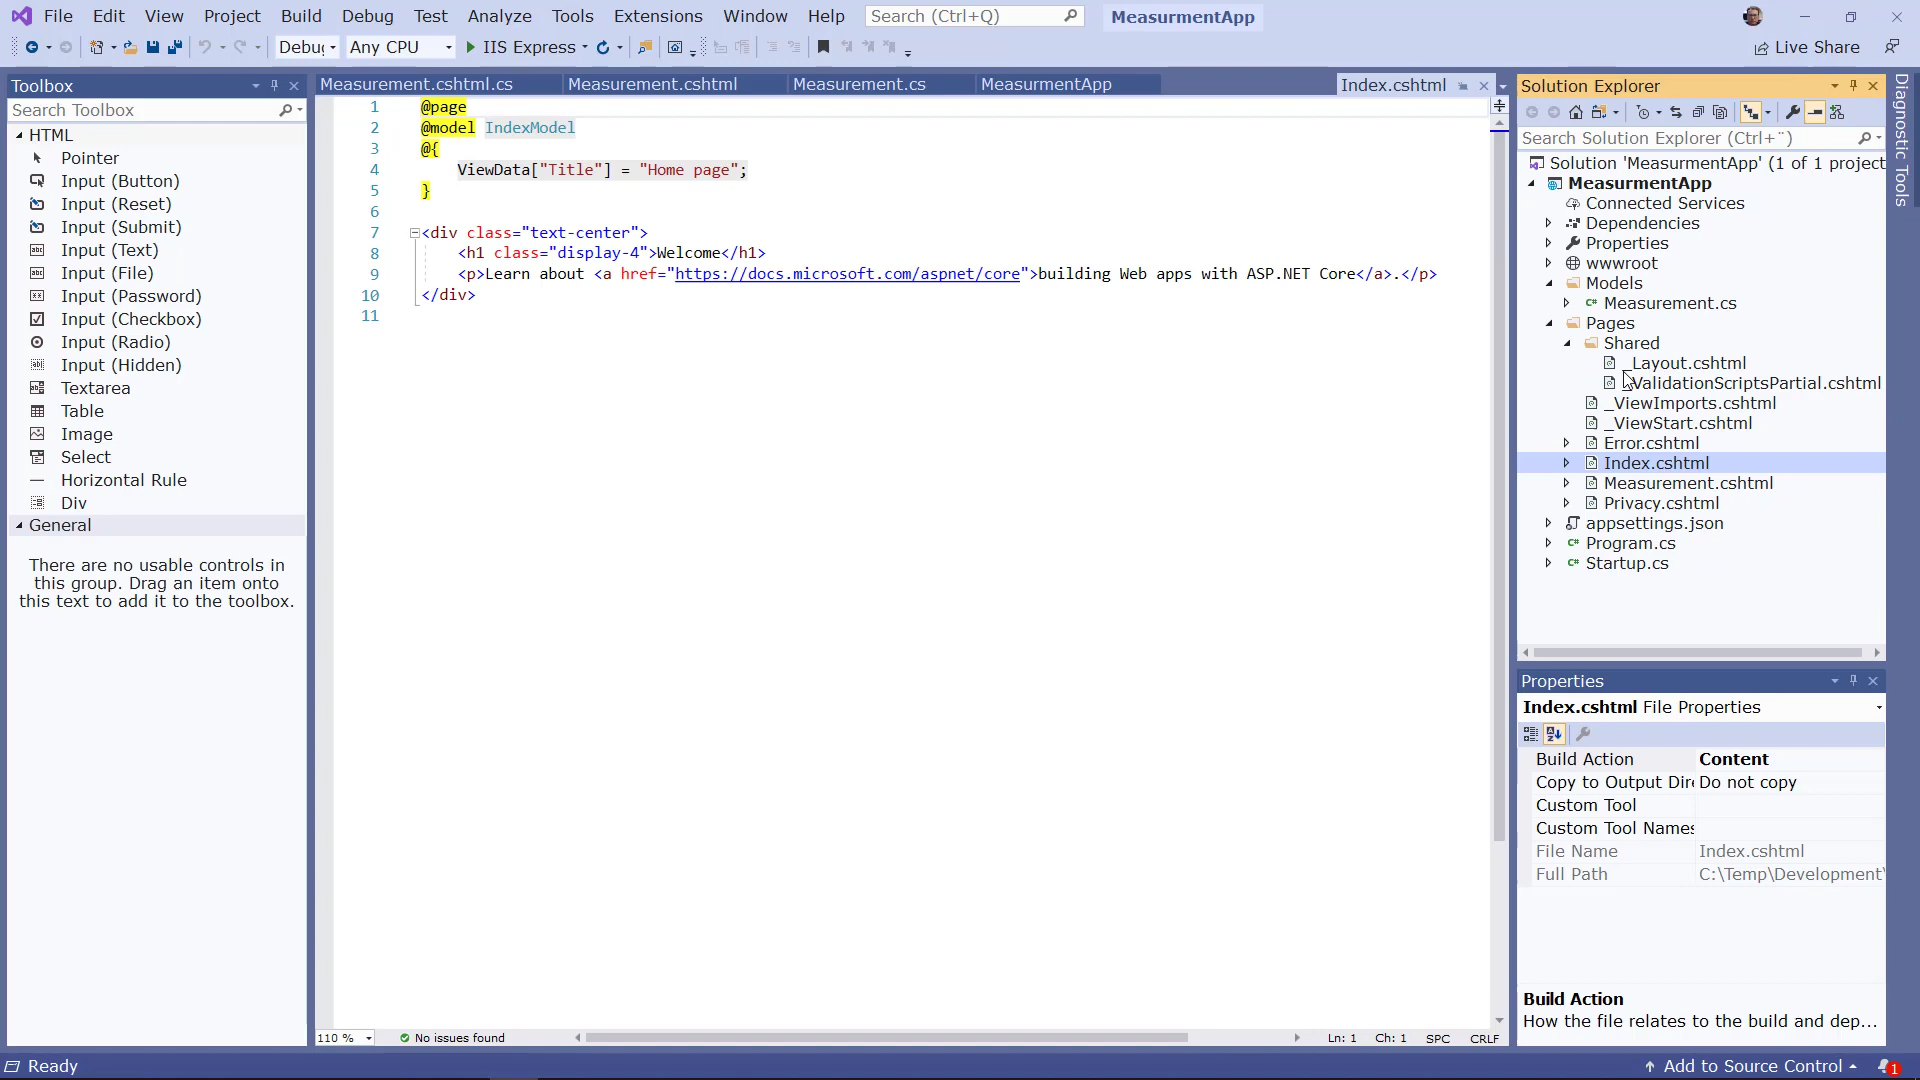 File Edit View Project Build Debug Test Analyze Tools Extensions Window Help Search (Ctrl+Q) MeasurmentApp
Debug Any CPU IIS Express Live Share
Toolbox
Search Toolbox
HTML
Pointer
Input (Button)
Input (Reset)
Input (Submit)
Input (Text)
Input (File)
Input (Password)
Input (Checkbox)
Input (Radio)
Input (Hidden)
Textarea
Table
Image
Select
Horizontal Rule
Div
General
There are no usable controls in
this group. Drag an item onto
this text to add it to the toolbox.
Measurement.cshtml.cs Measurement.cshtml Measurement.cs MeasurementApp Index.cshtml
1 @page
2 @model IndexModel
3 @{
4 ViewData["Title"] = "Home page";
5 }
6
7 <div class="text-center">
8 <h1 class="display-4">Welcome</h1>
9 <p>Learn about <a href="https://docs.microsoft.com/aspnet/core">building Web apps with ASP.NET Core</a>.</p>
10 </div>
11
110 % No issues found Ln: 1 Ch: 1 SPC CRLF
Solution Explorer
Search Solution Explorer (Ctrl+¨)
Solution 'MeasurmentApp' (1 of 1 project
MeasurmentApp
Connected Services
Dependencies
Properties
wwwroot
Models
Measurement.cs
Pages
Shared
_Layout.cshtml
_ValidationScriptsPartial.cshtml
_ViewImports.cshtml
_ViewStart.cshtml
Error.cshtml
Index.cshtml
Measurement.cshtml
Privacy.cshtml
appsettings.json
Program.cs
Startup.cs
Properties
Index.cshtml File Properties
Build Action Content
Copy to Output Dire Do not copy
Custom Tool
Custom Tool Names
File Name Index.cshtml
Full Path C:\Temp\Development\
Build Action
How the file relates to the build and dep...
Diagnostic Tools
Ready Add to Source Control 1